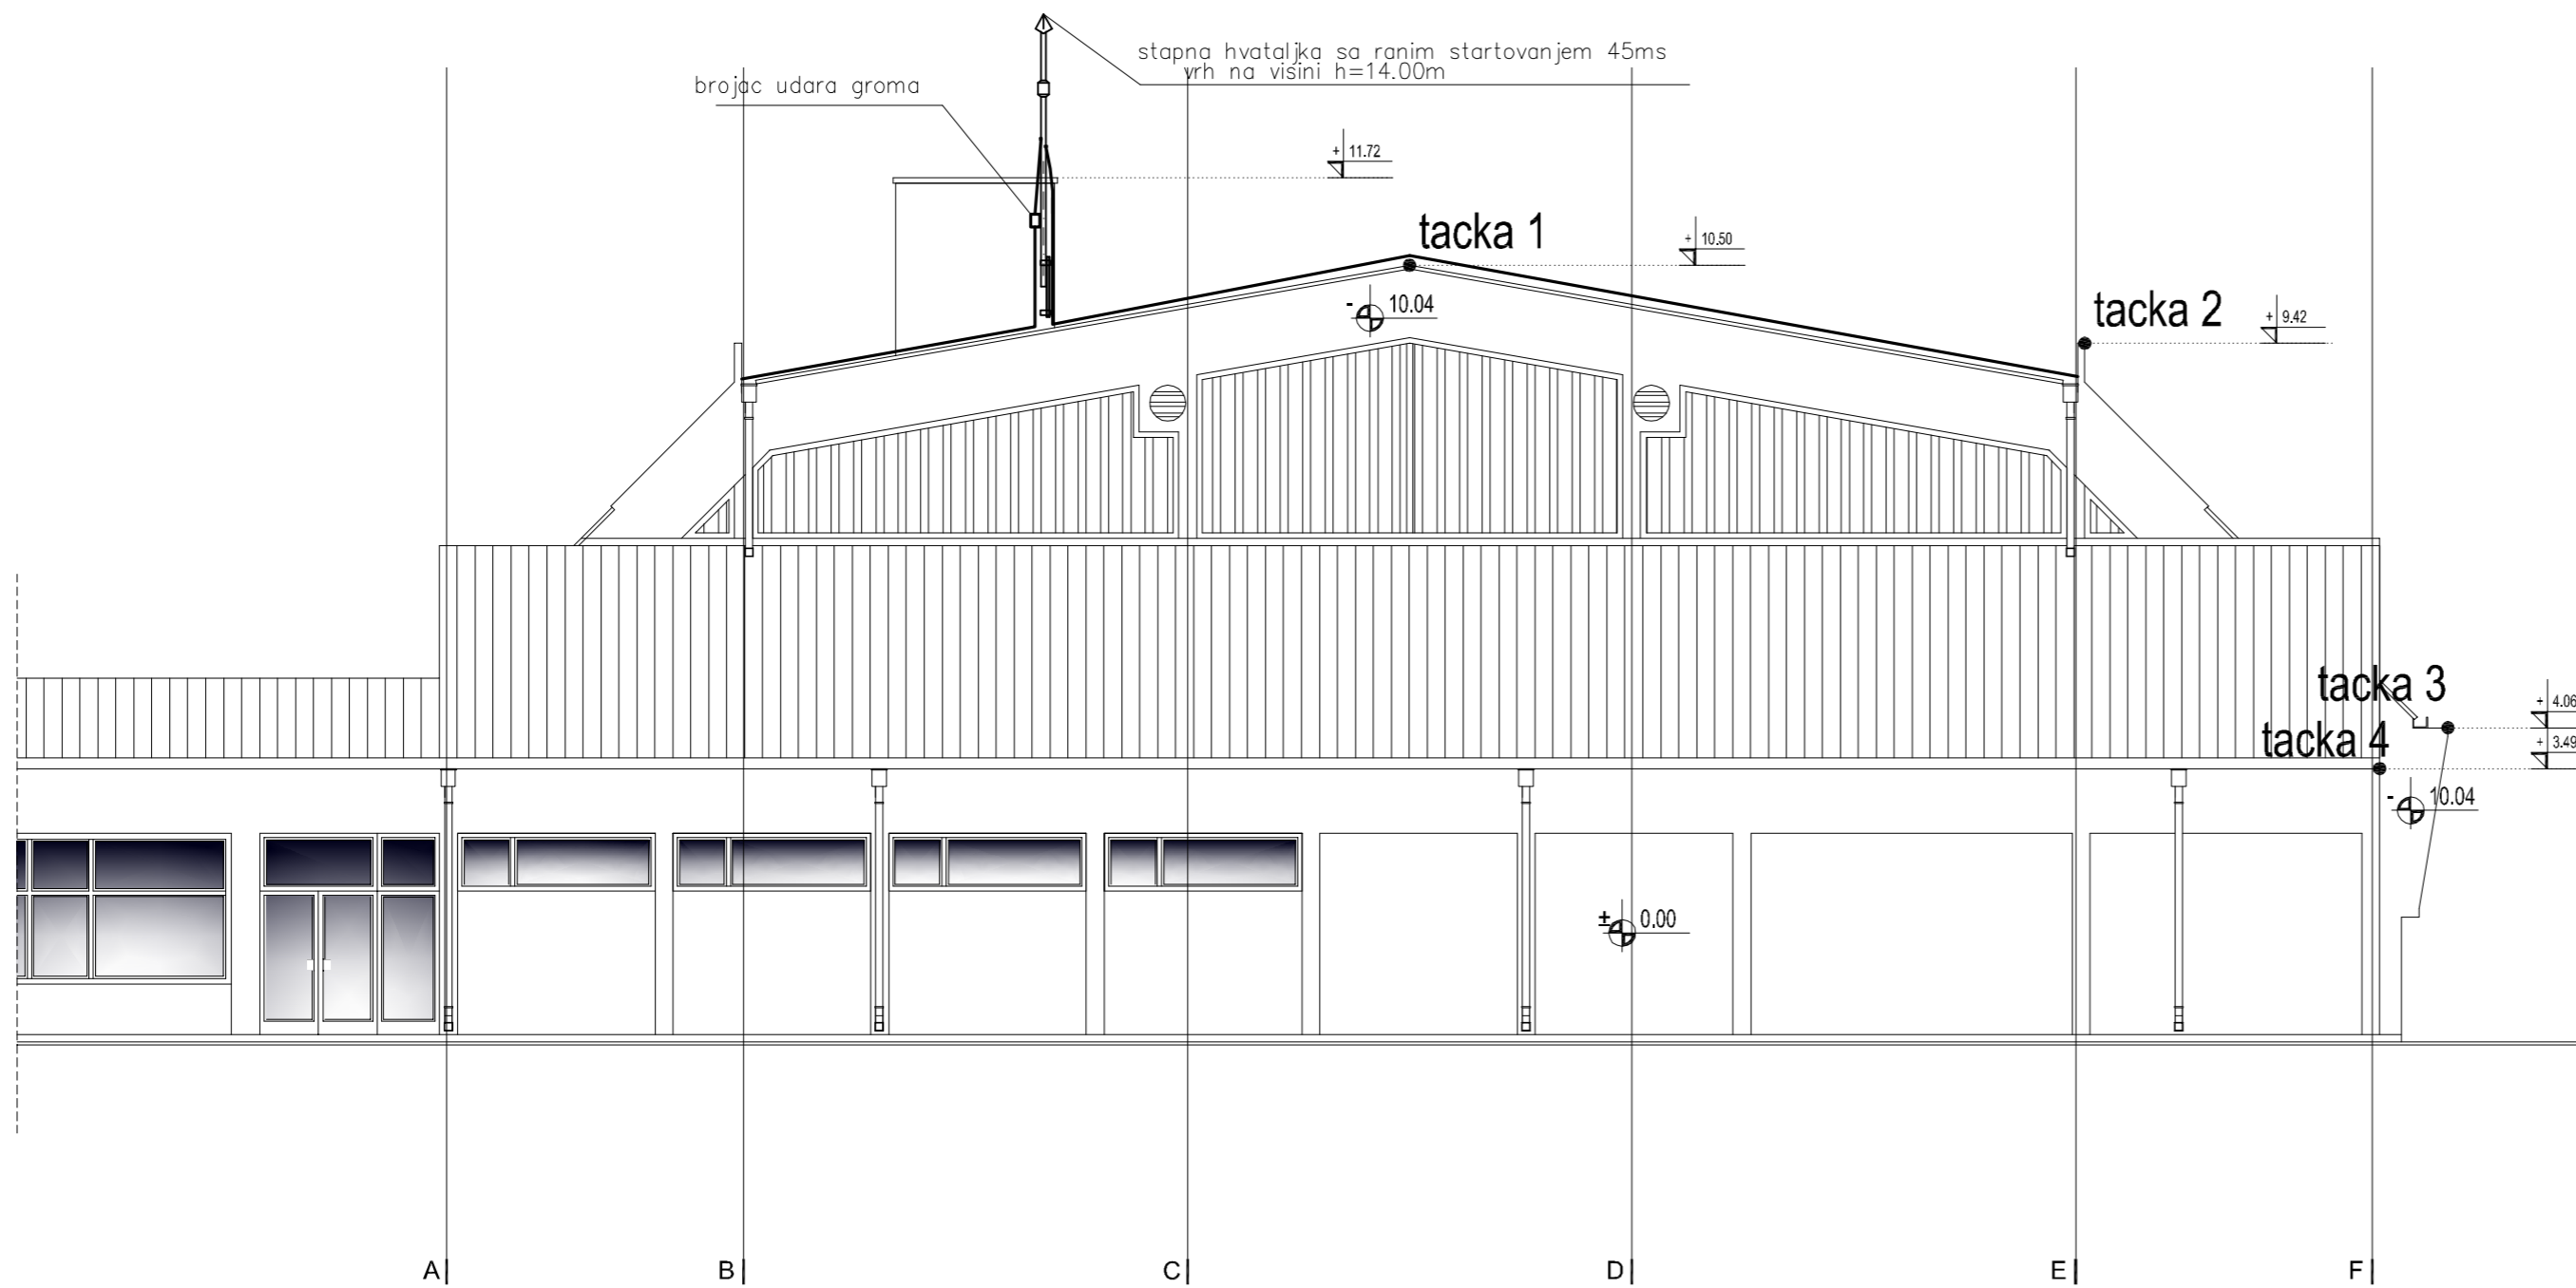 stapna hvataljka sa ranim startovanjem 45ms
vrh na visini h=14.00m
brojac udara groma
+ 11.72
tacka 1
+ 10.50
tacka 2
+ 9.42
- 10.04
tacka 3
+ 4.06
tacka 4
+ 3.49
- 10.04
± 0.00
A B C D E F